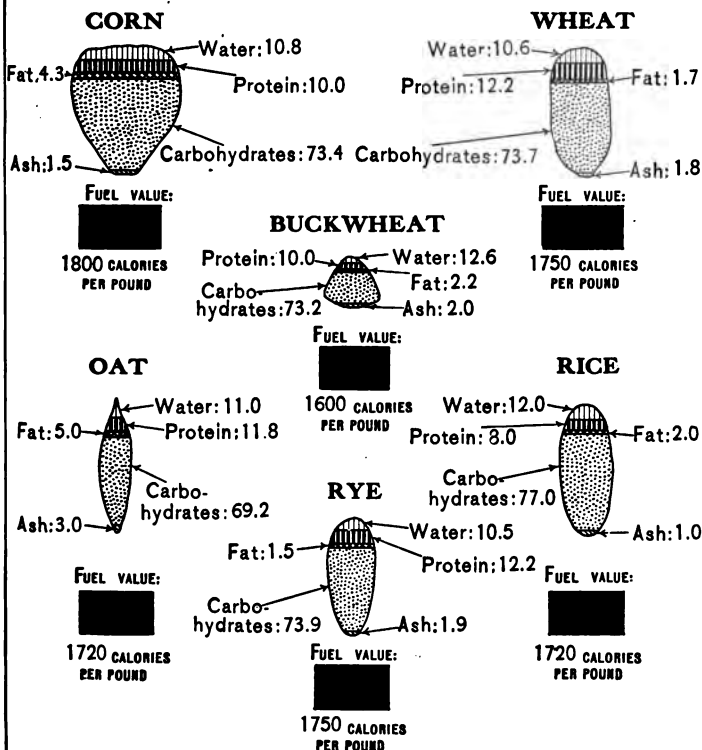 CORN
Water:10.8
Fat:4.3
Protein:10.0
Carbohydrates:73.4
Ash:1.5
FUEL VALUE:
1800 CALORIES
PER POUND
WHEAT
Water:10.6
Protein:12.2
Fat:1.7
Carbohydrates:73.7
Ash:1.8
FUEL VALUE:
1750 CALORIES
PER POUND
BUCKWHEAT
Protein:10.0
Water:12.6
Fat:2.2
Carbo-
hydrates:73.2
Ash:2.0
FUEL VALUE:
1600 CALORIES
PER POUND
OAT
Water:11.0
Fat:5.0
Protein:11.8
Carbo-
hydrates:69.2
Ash:3.0
FUEL VALUE:
1720 CALORIES
PER POUND
RYE
Water:10.5
Fat:1.5
Protein:12.2
Carbo-
hydrates:73.9
Ash:1.9
FUEL VALUE:
1750 CALORIES
PER POUND
RICE
Water:12.0
Protein:8.0
Fat:2.0
Carbo-
hydrates:77.0
Ash:1.0
FUEL VALUE:
1720 CALORIES
PER POUND